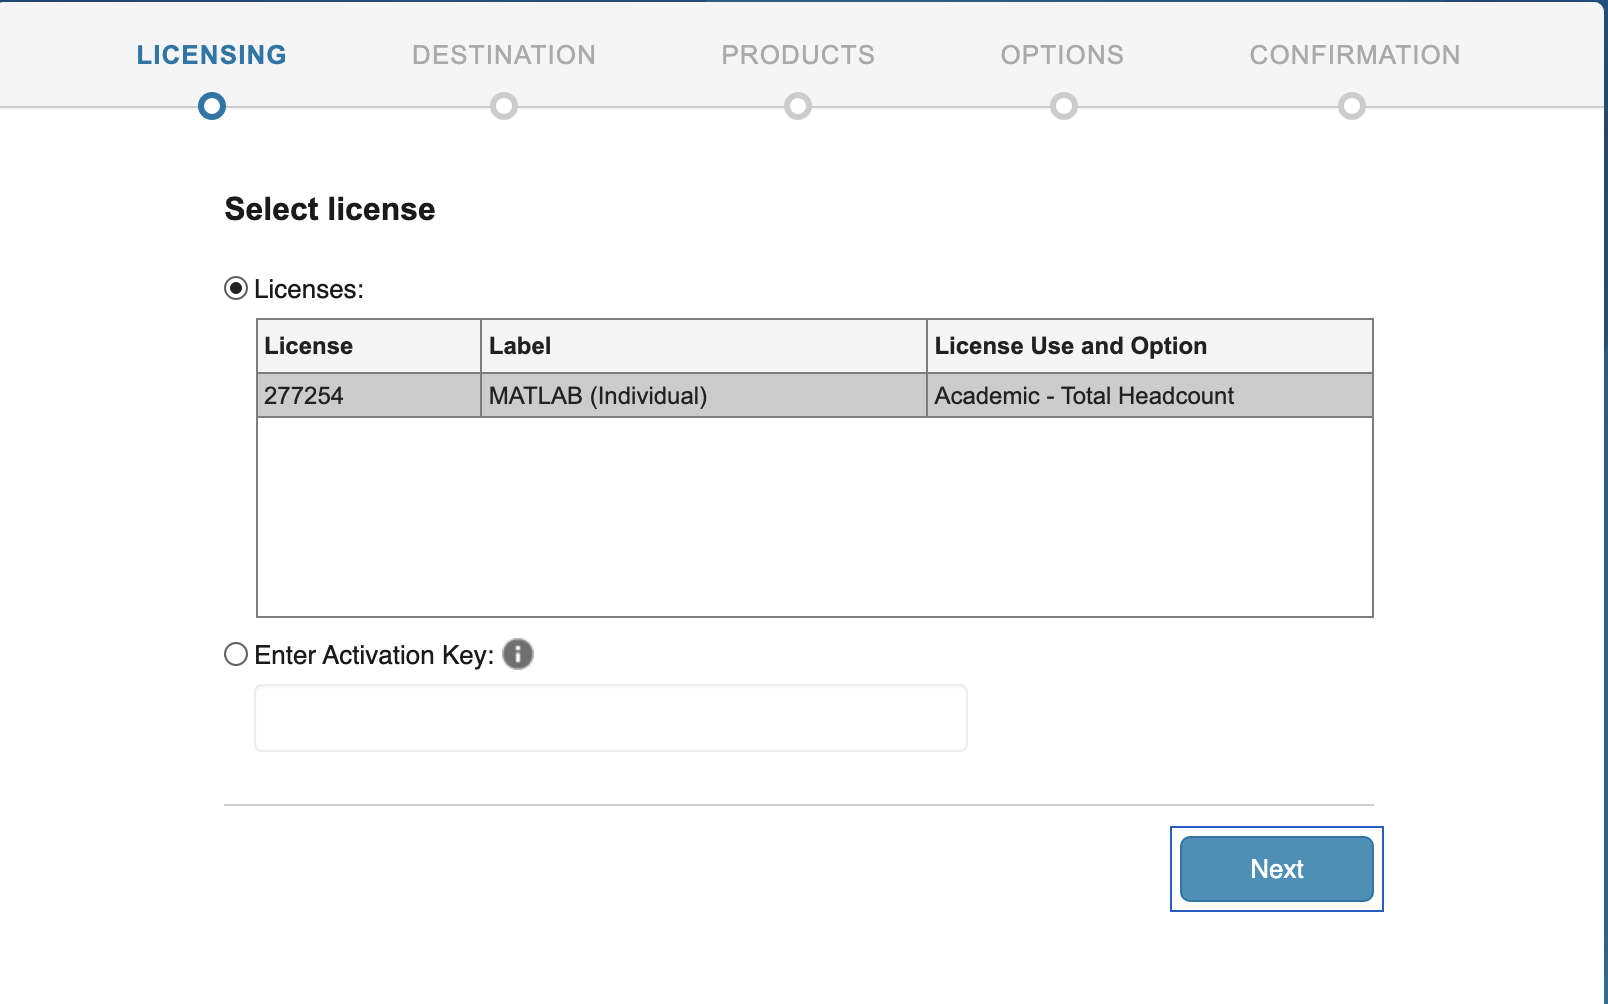 LICENSING DESTINATION PRODUCTS OPTIONS CONFIRMATION
Select license
Licenses:
License Label License Use and Option
277254 MATLAB (Individual) Academic - Total Headcount
Enter Activation Key:
Next